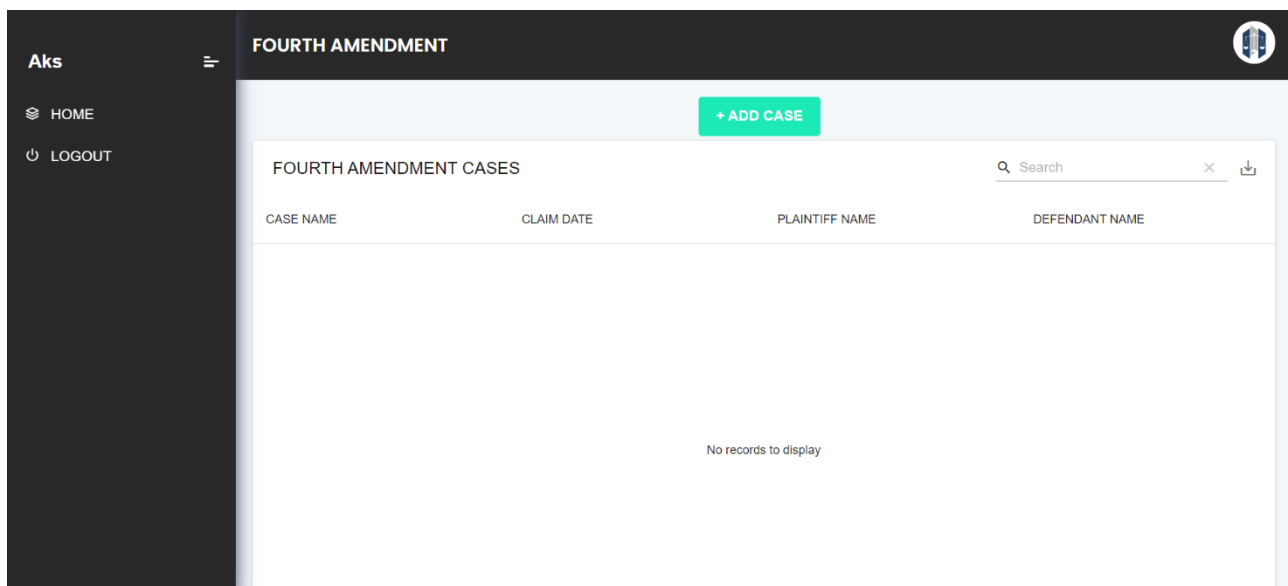 Aks
HOME
LOGOUT
FOURTH AMENDMENT
+ ADD CASE
FOURTH AMENDMENT CASES
Search
CASE NAME CLAIM DATE PLAINTIFF NAME DEFENDANT NAME
No records to display